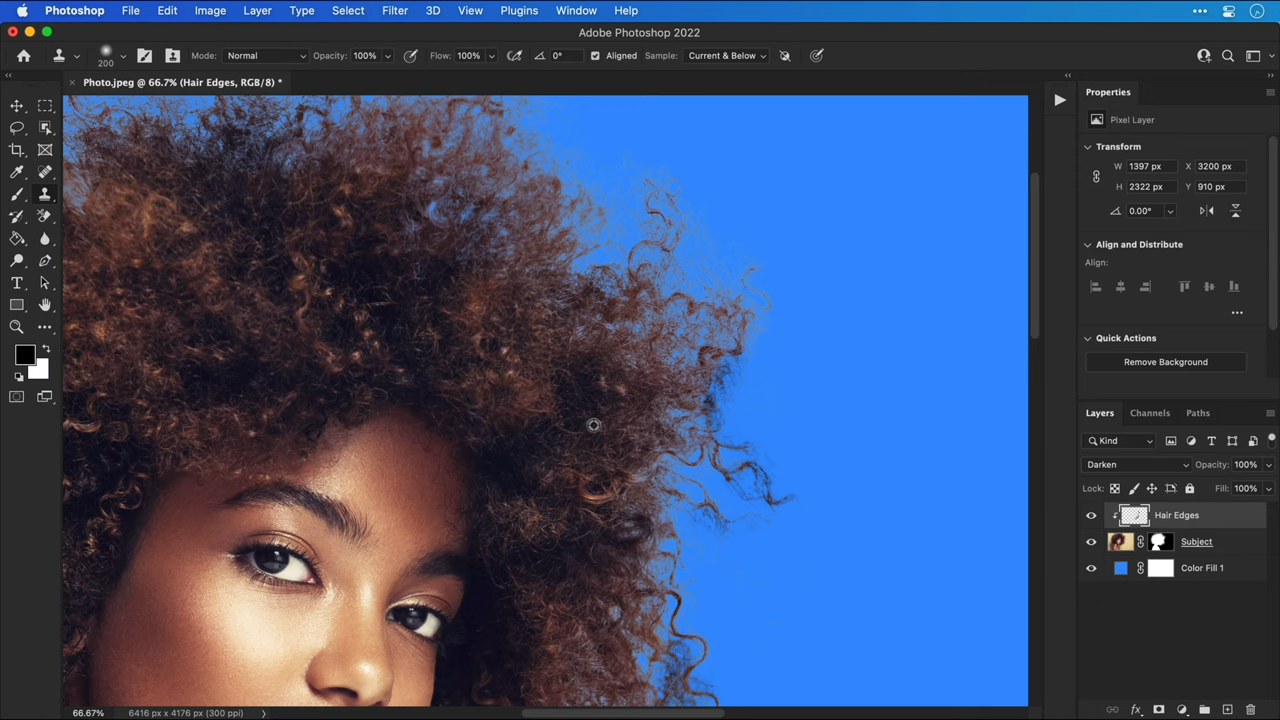 Photoshop File Edit Image Layer Type Select Filter 3D View Plugins Window Help
Adobe Photoshop 2022
200 Mode: Normal Opacity: 100% Flow: 100% 0° Aligned Sample: Current & Below
Photo.jpeg @ 66.7% (Hair Edges, RGB/8) *
Properties
Pixel Layer
Transform
W 1397 px X 3200 px
H 2322 px Y 910 px
0.00°
Align and Distribute
Align:
Quick Actions
Remove Background
Layers Channels Paths
Kind
Darken Opacity: 100%
Lock: Fill: 100%
Hair Edges
Subject
Color Fill 1
66.67% 6416 px x 4176 px (300 ppi)